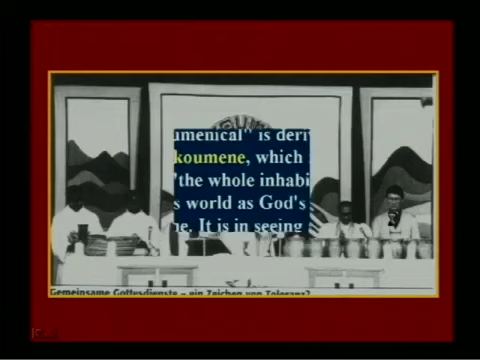 umenical" is deri
koumene, which
"the whole inhabi
s world as God's
ne. It is in seeing
Gemeinsame Gottesdienste – ein Zeichen von Toleranz?